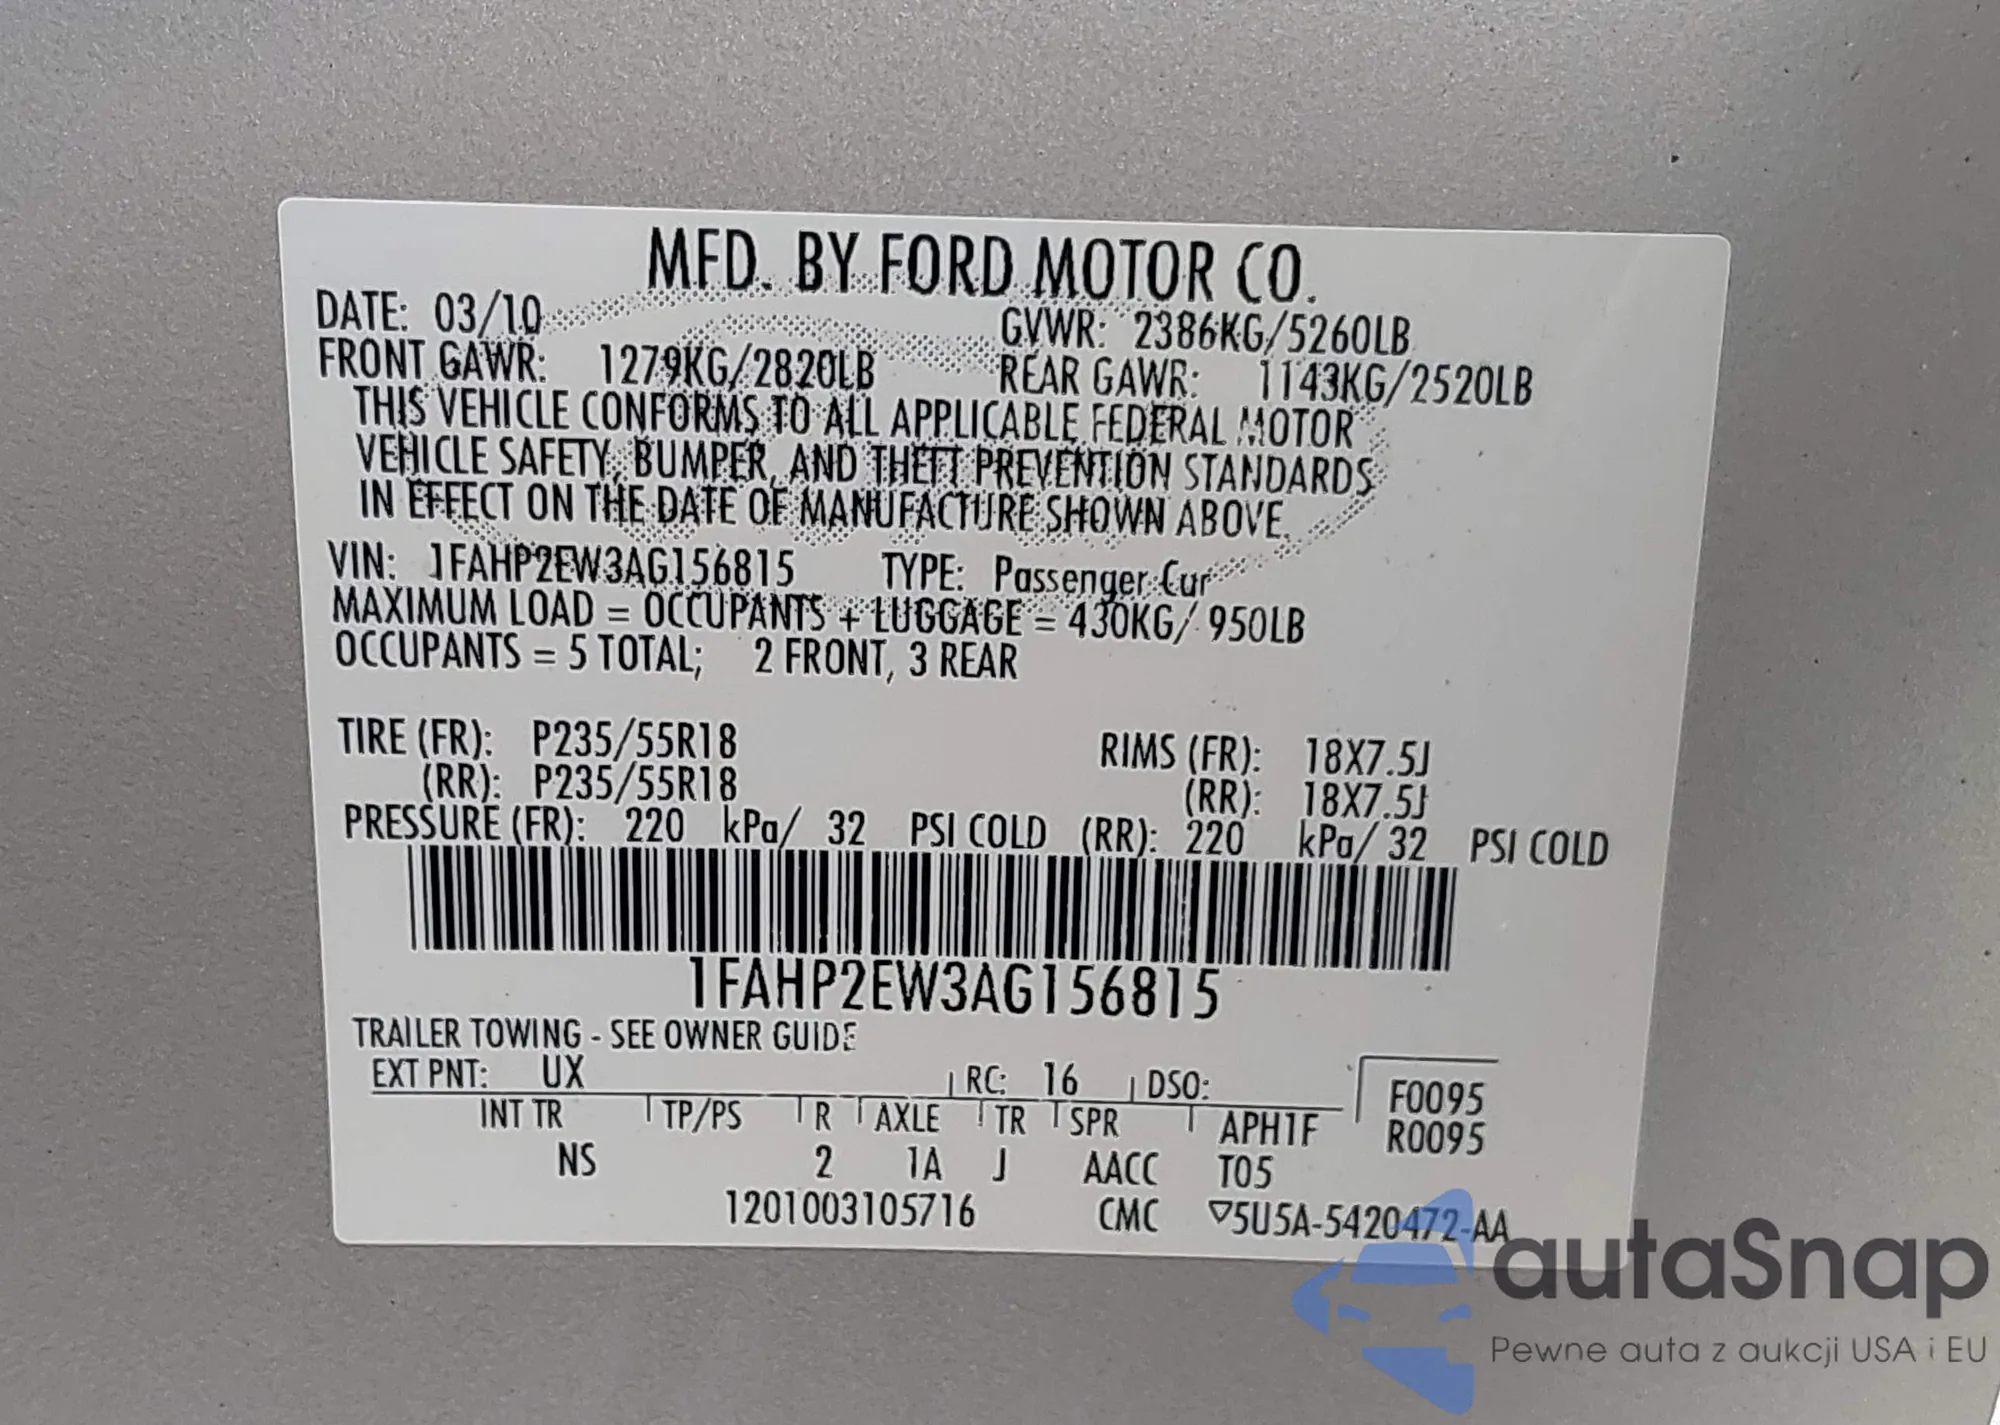 MFD. BY FORD MOTOR CO.
DATE: 03/10 GVWR: 2386KG/5260LB
FRONT GAWR: 1279KG/2820LB REAR GAWR: 1143KG/2520LB
THIS VEHICLE CONFORMS TO ALL APPLICABLE FEDERAL MOTOR
VEHICLE SAFETY, BUMPER, AND THEFT PREVENTION STANDARDS
IN EFFECT ON THE DATE OF MANUFACTURE SHOWN ABOVE.
VIN: 1FAHP2EW3AG156815 TYPE: Passenger Car
MAXIMUM LOAD = OCCUPANTS + LUGGAGE = 430KG/ 950LB
OCCUPANTS = 5 TOTAL; 2 FRONT, 3 REAR
TIRE (FR): P235/55R18 RIMS (FR): 18X7.5J
(RR): P235/55R18 (RR): 18X7.5J
PRESSURE (FR): 220 kPa/ 32 PSI COLD (RR): 220 kPa/ 32 PSI COLD
1FAHP2EW3AG156815
TRAILER TOWING - SEE OWNER GUIDE
EXT PNT: UX RC: 16 DSO: F0095
INT TR TP/PS R AXLE TR SPR APH1F R0095
NS 2 1A J AACC T05
1201003105716 CMC ▽5U5A-5420472-AA
autaSnap
Pewne auta z aukcji USA i EU